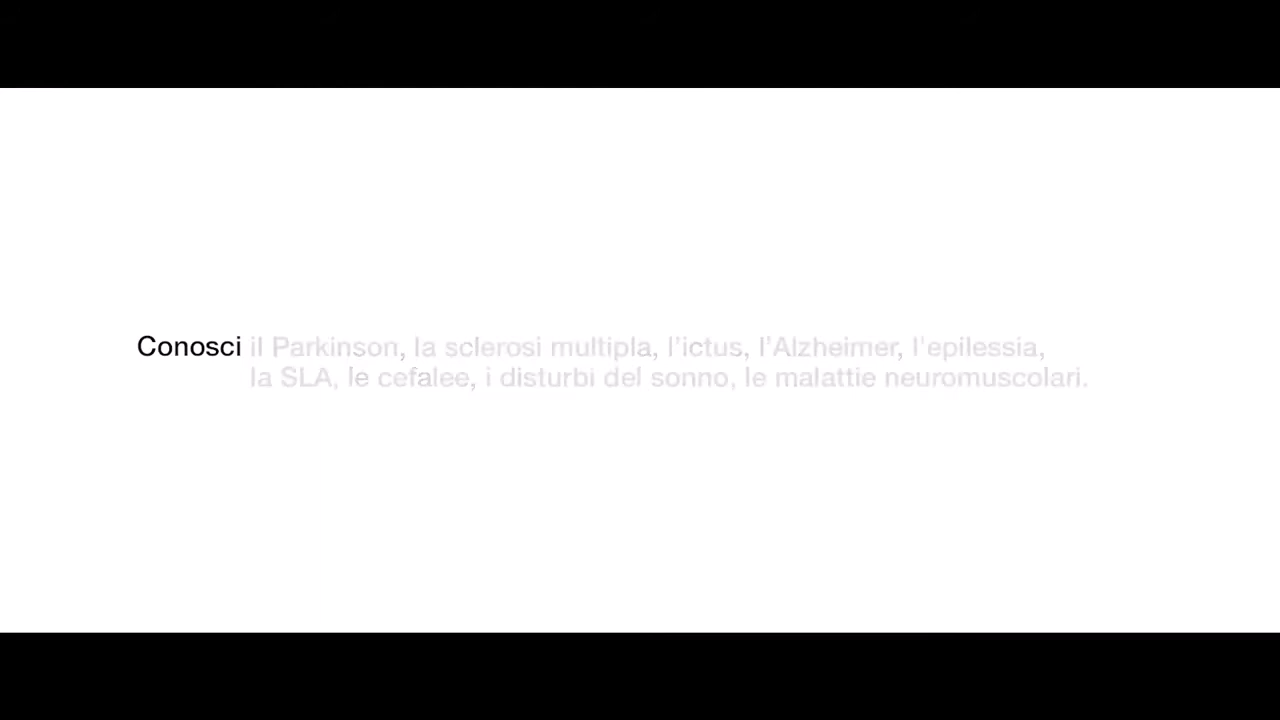 Conosci il Parkinson, la sclerosi multipla, l’ictus, l’Alzheimer, l'epilessia,
la SLA, le cefalee, i disturbi del sonno, le malattie neuromuscolari.